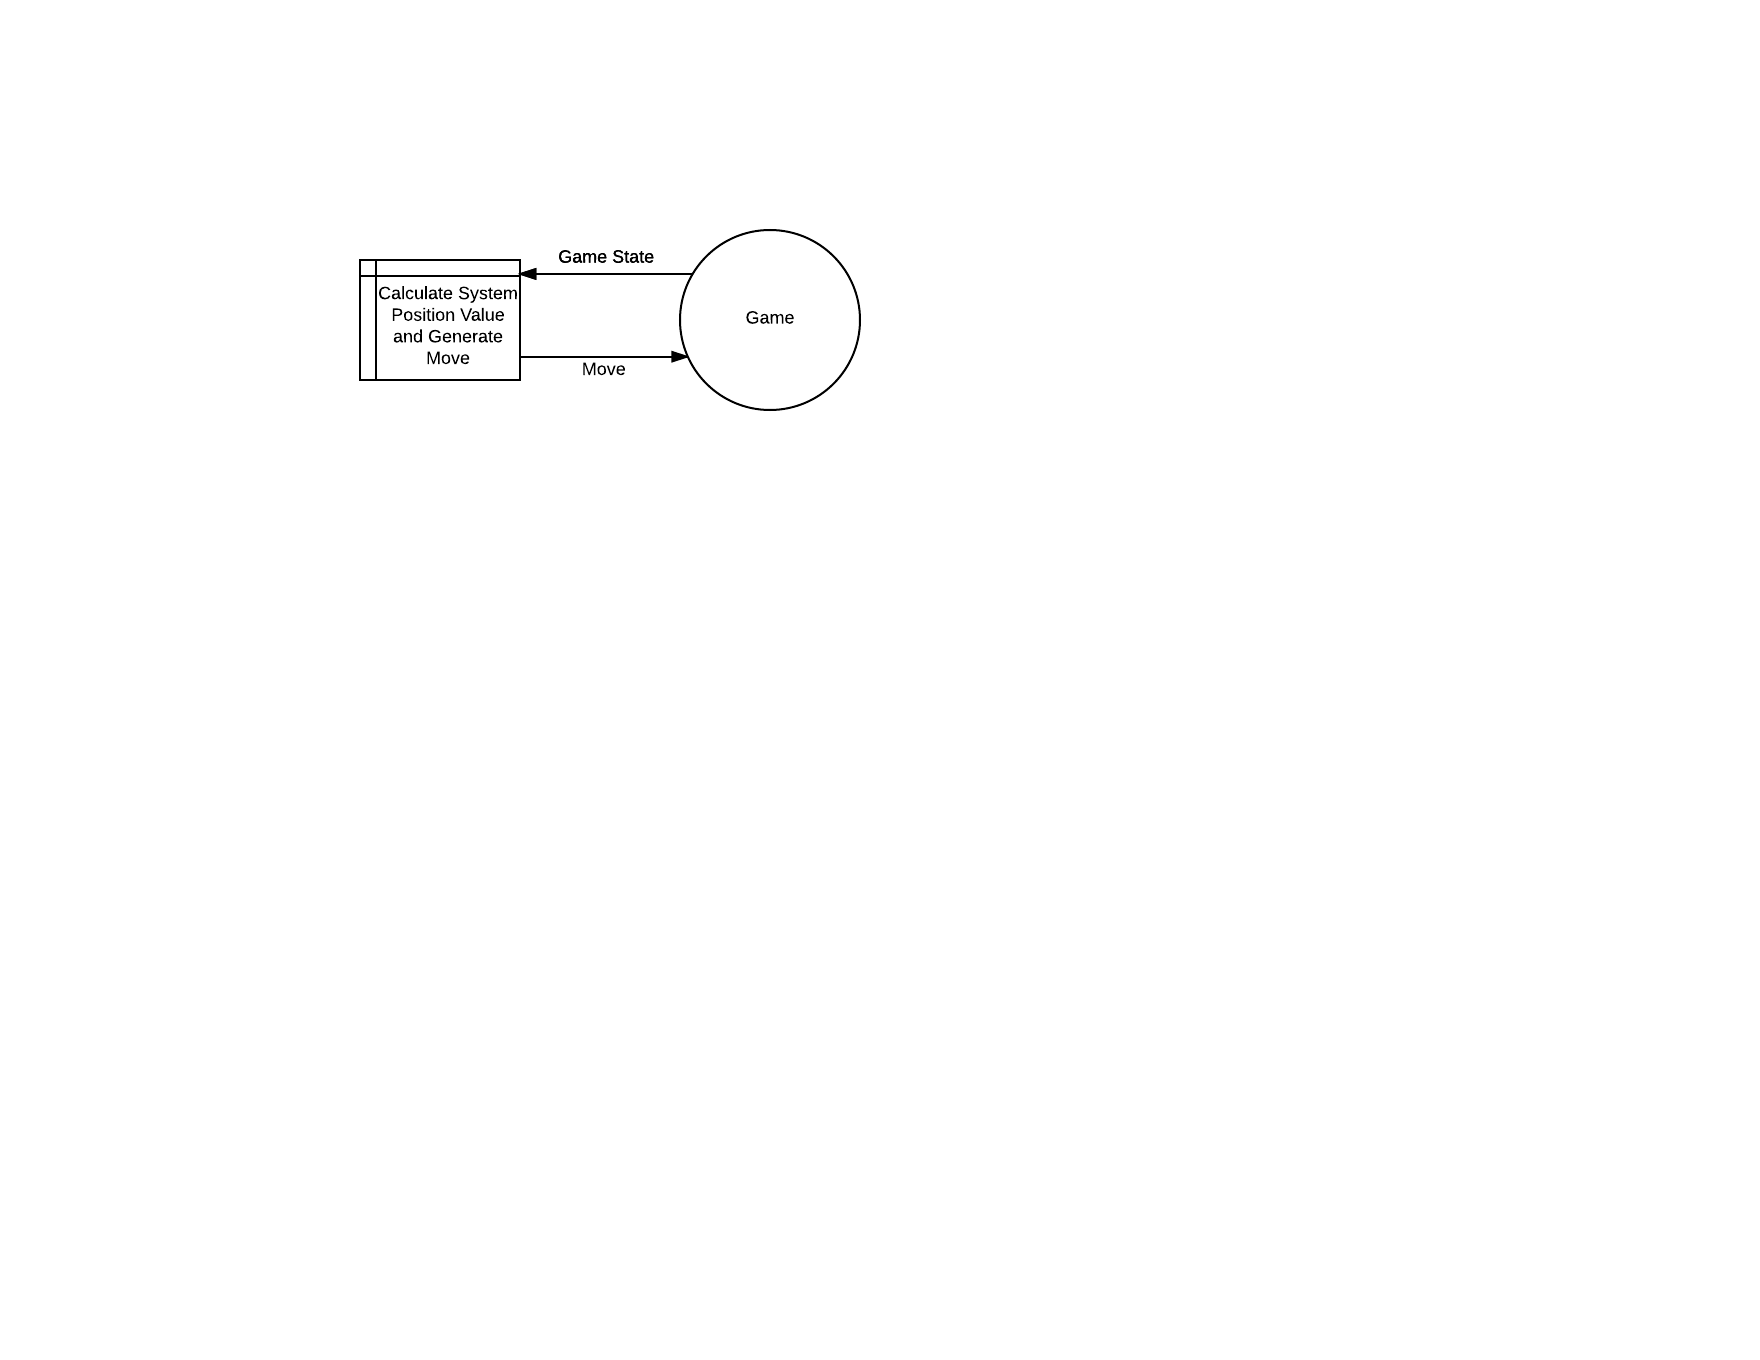 Game State
Calculate System
Position Value
and Generate
Move
Game
Move